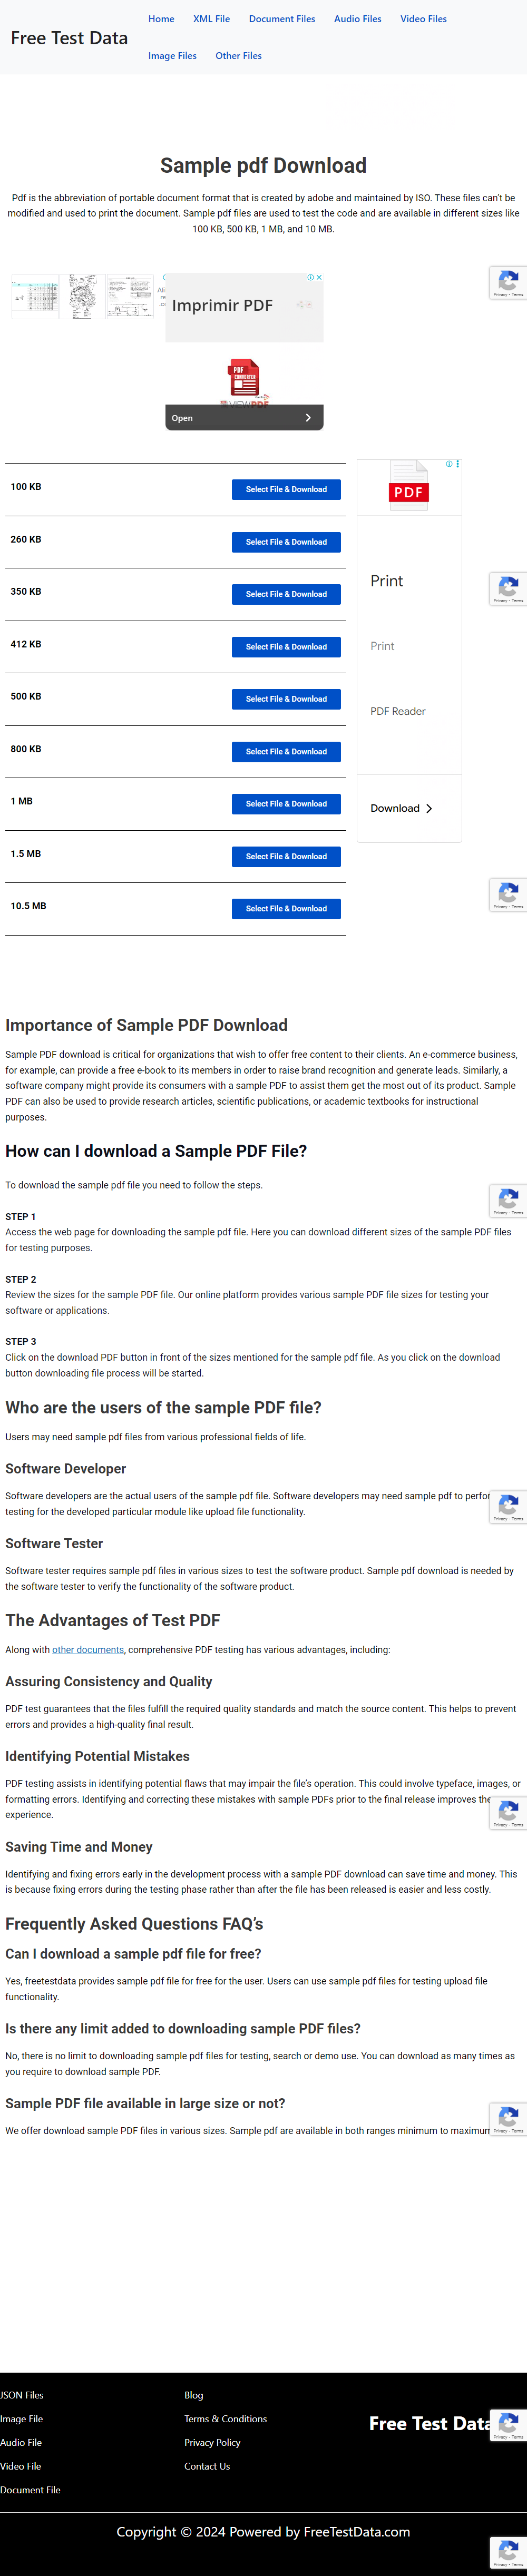 Free Test Data
Home
XML File
Document Files
Audio Files
Video Files
Image Files
Other Files
Sample pdf Download
Pdf is the abbreviation of portable document format that is created by adobe and maintained by ISO. These files can't be
modified and used to print the document. Sample pdf files are used to test the code and are available in different sizes like
100 KB, 500 KB, 1 MB, and 10 MB.
Imprimir PDF
PDF
CONVERTER
VIEWPDF
Open
Privacy - Terms
100 KB
Select File & Download
260 KB
Select File & Download
350 KB
Select File & Download
412 KB
Select File & Download
500 KB
Select File & Download
800 KB
Select File & Download
1 MB
Select File & Download
1.5 MB
Select File & Download
10.5 MB
Select File & Download
PDF
Print
Print
PDF Reader
Download
Privacy - Terms
Privacy - Terms
Importance of Sample PDF Download
Sample PDF download is critical for organizations that wish to offer free content to their clients. An e-commerce business,
for example, can provide a free e-book to its members in order to raise brand recognition and generate leads. Similarly, a
software company might provide its consumers with a sample PDF to assist them get the most out of its product. Sample
PDF can also be used to provide research articles, scientific publications, or academic textbooks for instructional
purposes.
How can I download a Sample PDF File?
To download the sample pdf file you need to follow the steps.
Privacy - Terms
STEP 1
Access the web page for downloading the sample pdf file. Here you can download different sizes of the sample PDF files
for testing purposes.
STEP 2
Review the sizes for the sample PDF file. Our online platform provides various sample PDF file sizes for testing your
software or applications.
STEP 3
Click on the download PDF button in front of the sizes mentioned for the sample pdf file. As you click on the download
button downloading file process will be started.
Who are the users of the sample PDF file?
Users may need sample pdf files from various professional fields of life.
Software Developer
Software developers are the actual users of the sample pdf file. Software developers may need sample pdf to perfor
testing for the developed particular module like upload file functionality.
Privacy - Terms
Software Tester
Software tester requires sample pdf files in various sizes to test the software product. Sample pdf download is needed by
the software tester to verify the functionality of the software product.
The Advantages of Test PDF
Along with other documents, comprehensive PDF testing has various advantages, including:
Assuring Consistency and Quality
PDF test guarantees that the files fulfill the required quality standards and match the source content. This helps to prevent
errors and provides a high-quality final result.
Identifying Potential Mistakes
PDF testing assists in identifying potential flaws that may impair the file's operation. This could involve typeface, images, or
formatting errors. Identifying and correcting these mistakes with sample PDFs prior to the final release improves the
experience.
Privacy - Terms
Saving Time and Money
Identifying and fixing errors early in the development process with a sample PDF download can save time and money. This
is because fixing errors during the testing phase rather than after the file has been released is easier and less costly.
Frequently Asked Questions FAQ's
Can I download a sample pdf file for free?
Yes, freetestdata provides sample pdf file for free for the user. Users can use sample pdf files for testing upload file
functionality.
Is there any limit added to downloading sample PDF files?
No, there is no limit to downloading sample pdf files for testing, search or demo use. You can download as many times as
you require to download sample PDF.
Sample PDF file available in large size or not?
We offer download sample PDF files in various sizes. Sample pdf are available in both ranges minimum to maximum
Privacy - Terms
JSON Files
Image File
Audio File
Video File
Document File
Blog
Terms & Conditions
Privacy Policy
Contact Us
Free Test Data
Privacy - Terms
Copyright © 2024 Powered by FreeTestData.com
Privacy - Terms